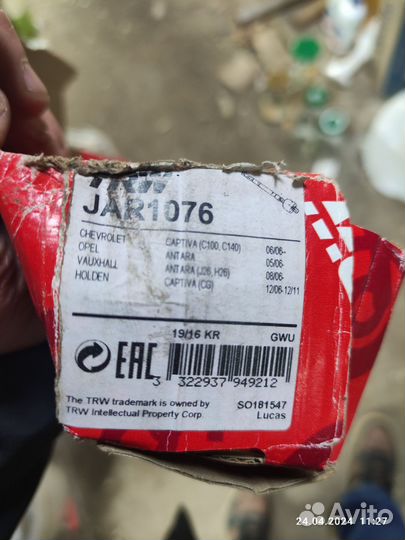 TRW
JAR1076
CHEVROLET CAPTIVA (C100, C140) 06/06-
OPEL ANTARA 05/06
VAUXHALL ANTARA (J26, H26) 08/06-
HOLDEN CAPTIVA (CG) 12/06-12/11
19/16 KR GWU
EAC
3 322937 949212
The TRW trademark is owned by SO181547
TRW Intellectual Property Corp. Lucas
Avito
24.04.2024 11:27